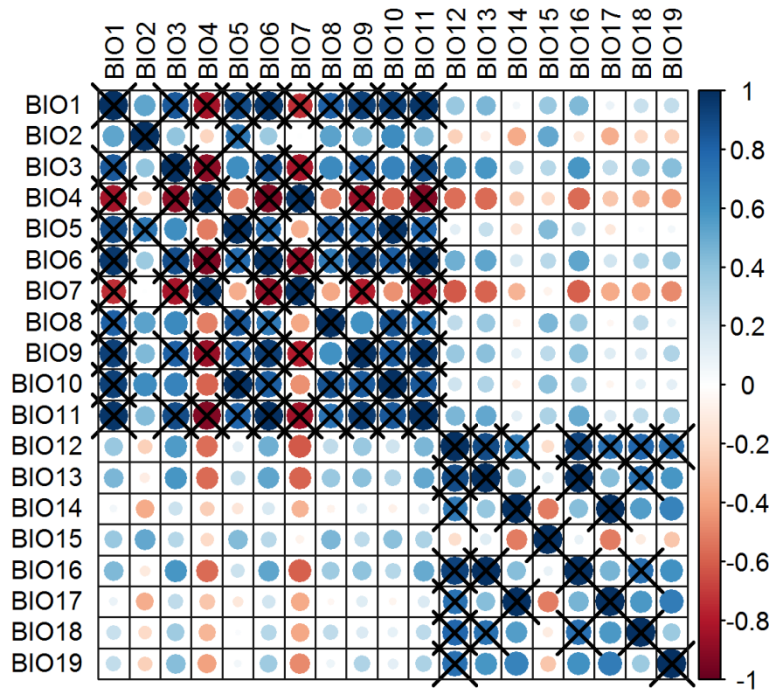 BIO1 BIO2 BIO3 BIO4 BIO5 BIO6 BIO7 BIO8 BIO9 BIO10 BIO11 BIO12 BIO13 BIO14 BIO15 BIO16 BIO17 BIO18 BIO19
BIO1
BIO2
BIO3
BIO4
BIO5
BIO6
BIO7
BIO8
BIO9
BIO10
BIO11
BIO12
BIO13
BIO14
BIO15
BIO16
BIO17
BIO18
BIO19
1
0.8
0.6
0.4
0.2
0
-0.2
-0.4
-0.6
-0.8
-1